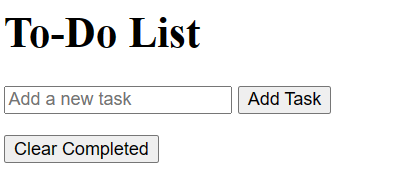 To-Do List
Add a new task Add Task
Clear Completed